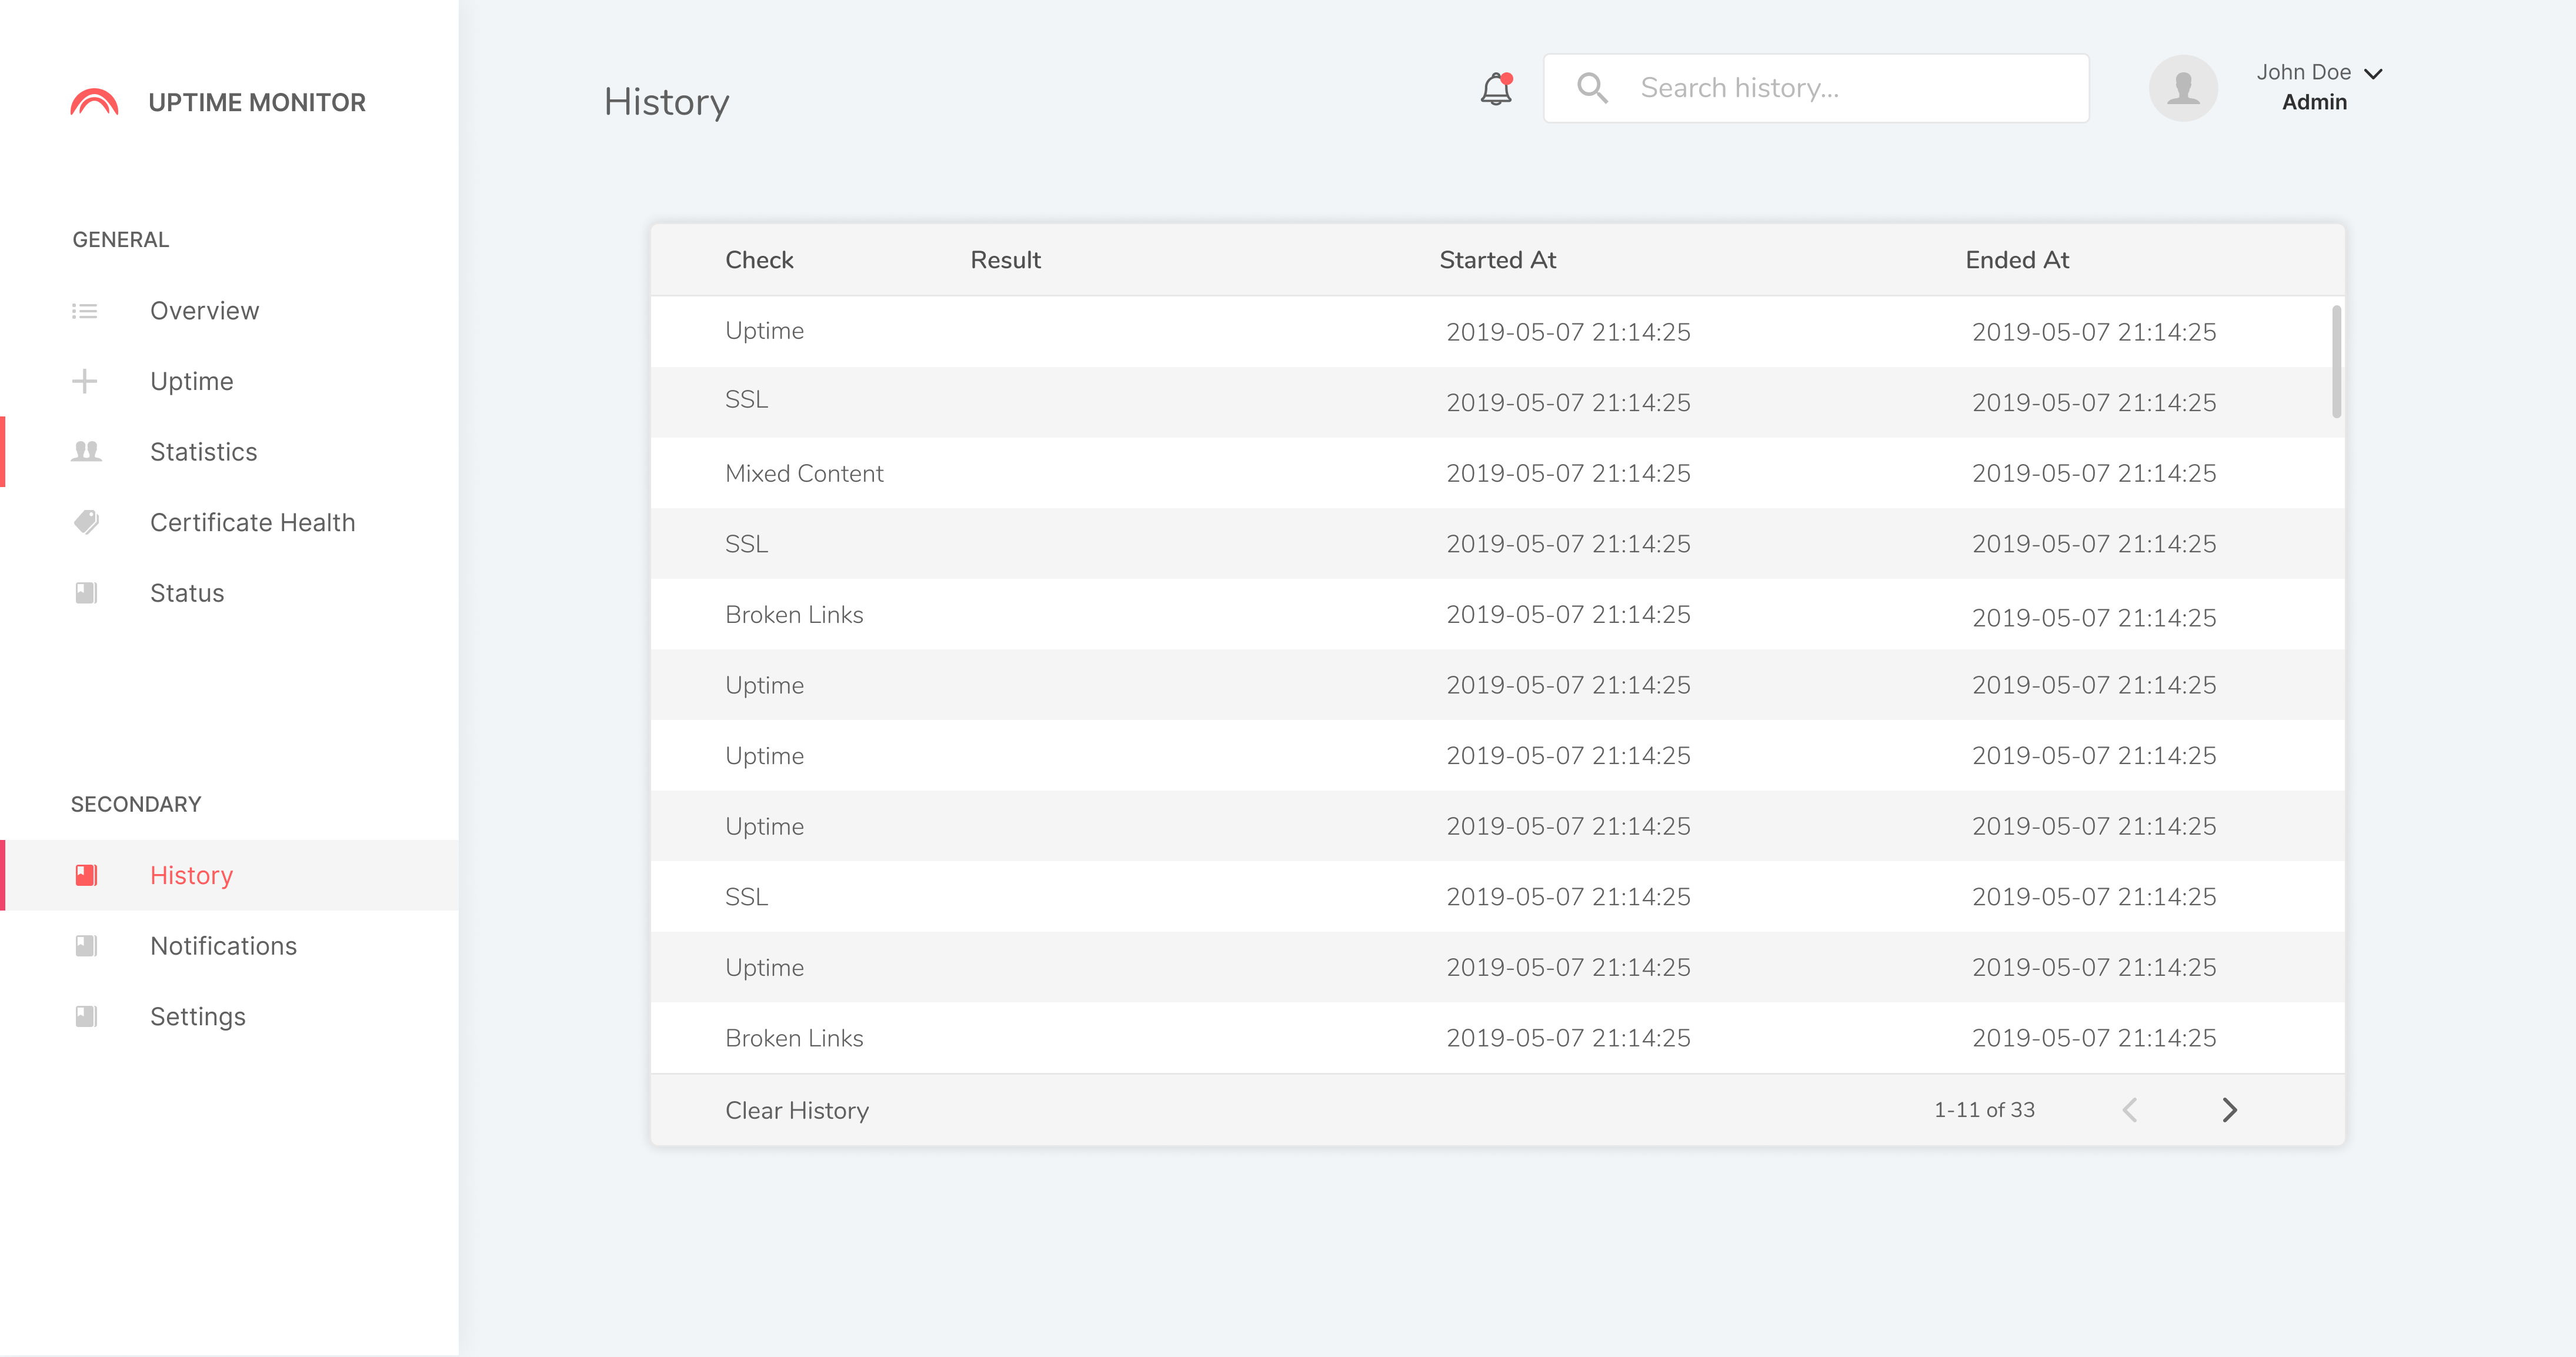 UPTIME MONITOR
GENERAL
Overview
Uptime
Statistics
Certificate Health
Status
SECONDARY
History
Notifications
Settings
History
Search history...
John Doe
Admin
Check Result Started At Ended At
Uptime 2019-05-07 21:14:25 2019-05-07 21:14:25
SSL 2019-05-07 21:14:25 2019-05-07 21:14:25
Mixed Content 2019-05-07 21:14:25 2019-05-07 21:14:25
SSL 2019-05-07 21:14:25 2019-05-07 21:14:25
Broken Links 2019-05-07 21:14:25 2019-05-07 21:14:25
Uptime 2019-05-07 21:14:25 2019-05-07 21:14:25
Uptime 2019-05-07 21:14:25 2019-05-07 21:14:25
Uptime 2019-05-07 21:14:25 2019-05-07 21:14:25
SSL 2019-05-07 21:14:25 2019-05-07 21:14:25
Uptime 2019-05-07 21:14:25 2019-05-07 21:14:25
Broken Links 2019-05-07 21:14:25 2019-05-07 21:14:25
Clear History 1-11 of 33